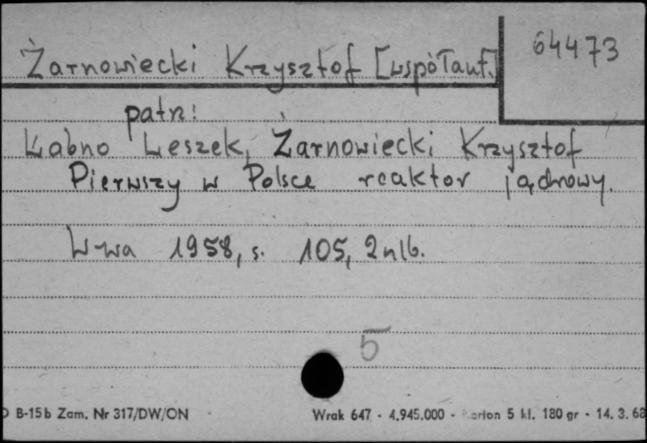 Żarnowiecki Krzysztof [współaut.] 64473
patrz:
Łabno Leszek, Żarnowiecki Krzysztof
Pierwszy w Polsce reaktor jądrowy.
W-wa 1958, s. 105, 2 nlb.
5
B-15b Zam. Nr 317/DW/ON Wrak 647 - 4.945.000 - Karton 5 kl. 180 gr - 14. 3. 68